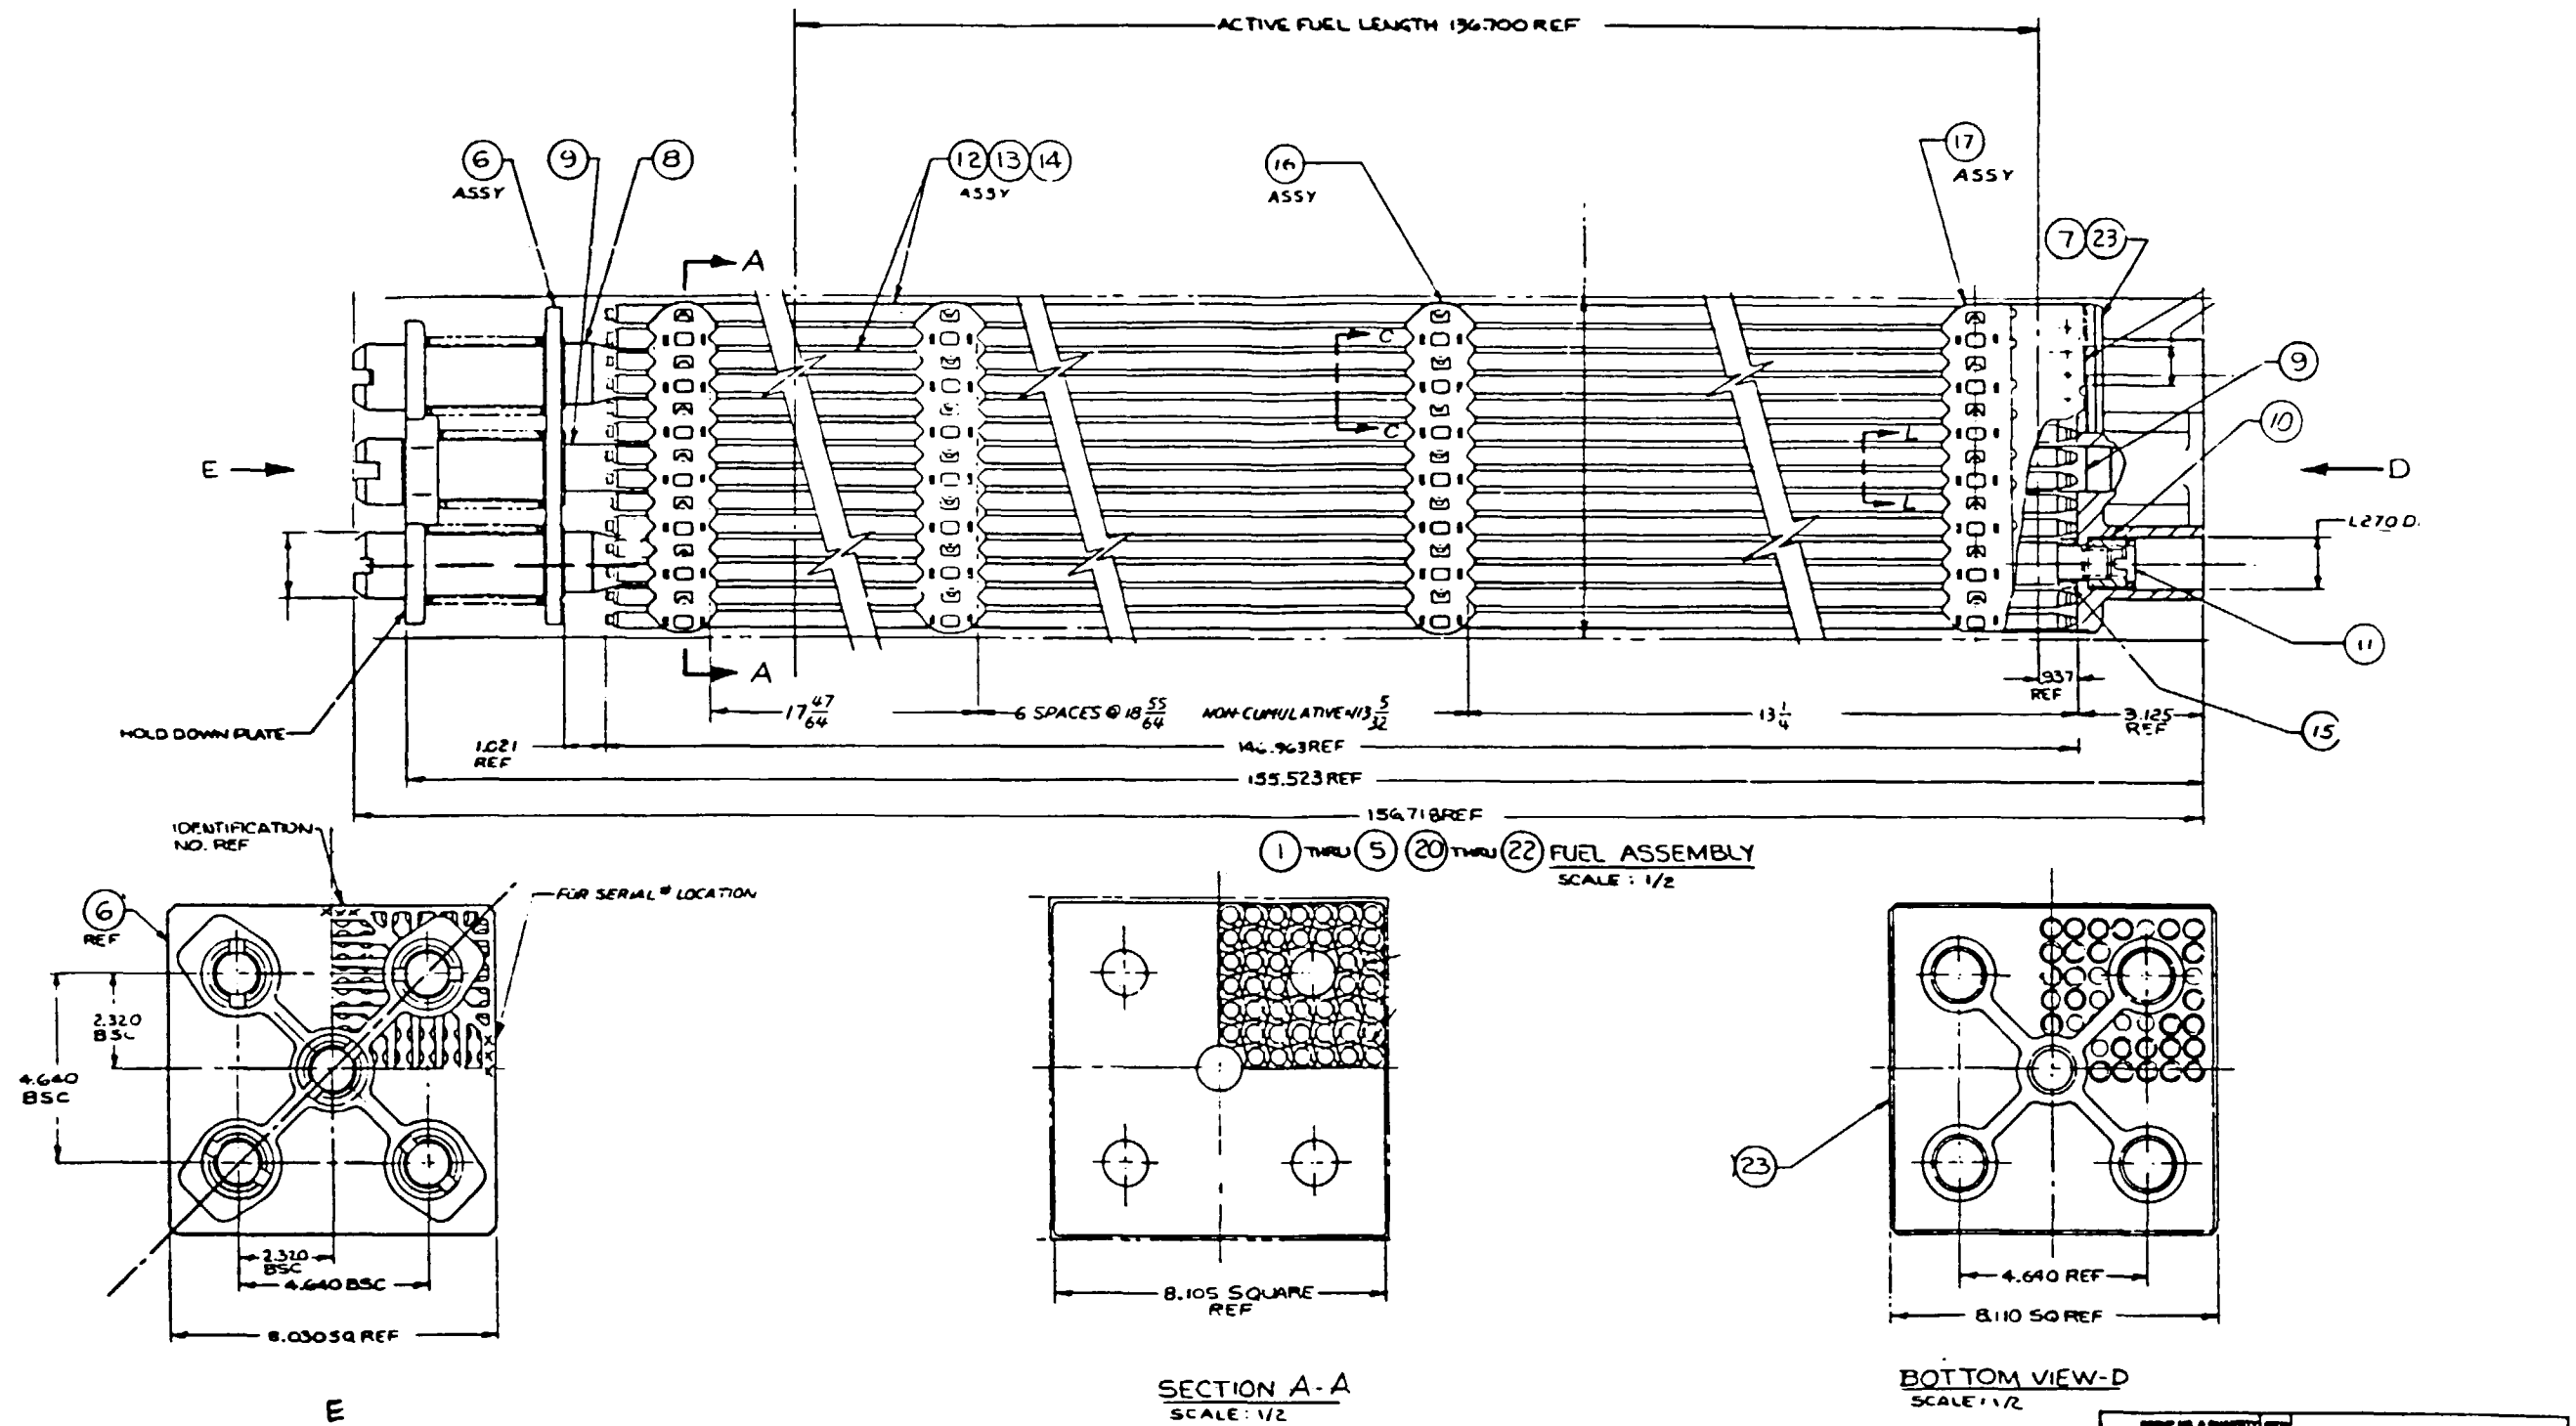 ACTIVE FUEL LENGTH 136.700 REF
6
ASSY
9
8
12 13 14
ASSY
16
ASSY
17
ASSY
7 23
A
C
C
L
L
9
10
E
D
1.270 D.
A
11
.937
REF
17 47/64
6 SPACES @ 18 55/64 NON-CUMULATIVE
13 1/4
3.125
REF
15
HOLD DOWN PLATE
1.021
REF
146.963 REF
155.523 REF
156.718 REF
1 THRU 5 20 THRU 22 FUEL ASSEMBLY
SCALE: 1/2
IDENTIFICATION
NO. REF
FOR SERIAL # LOCATION
6
REF
XXX
XXX
2.320
BSC
4.640
BSC
2.320
BSC
4.640 BSC
8.030 SQ REF
E
8.105 SQUARE
REF
SECTION A-A
SCALE: 1/2
23
4.640 REF
8.110 SQ REF
BOTTOM VIEW-D
SCALE: 1/2